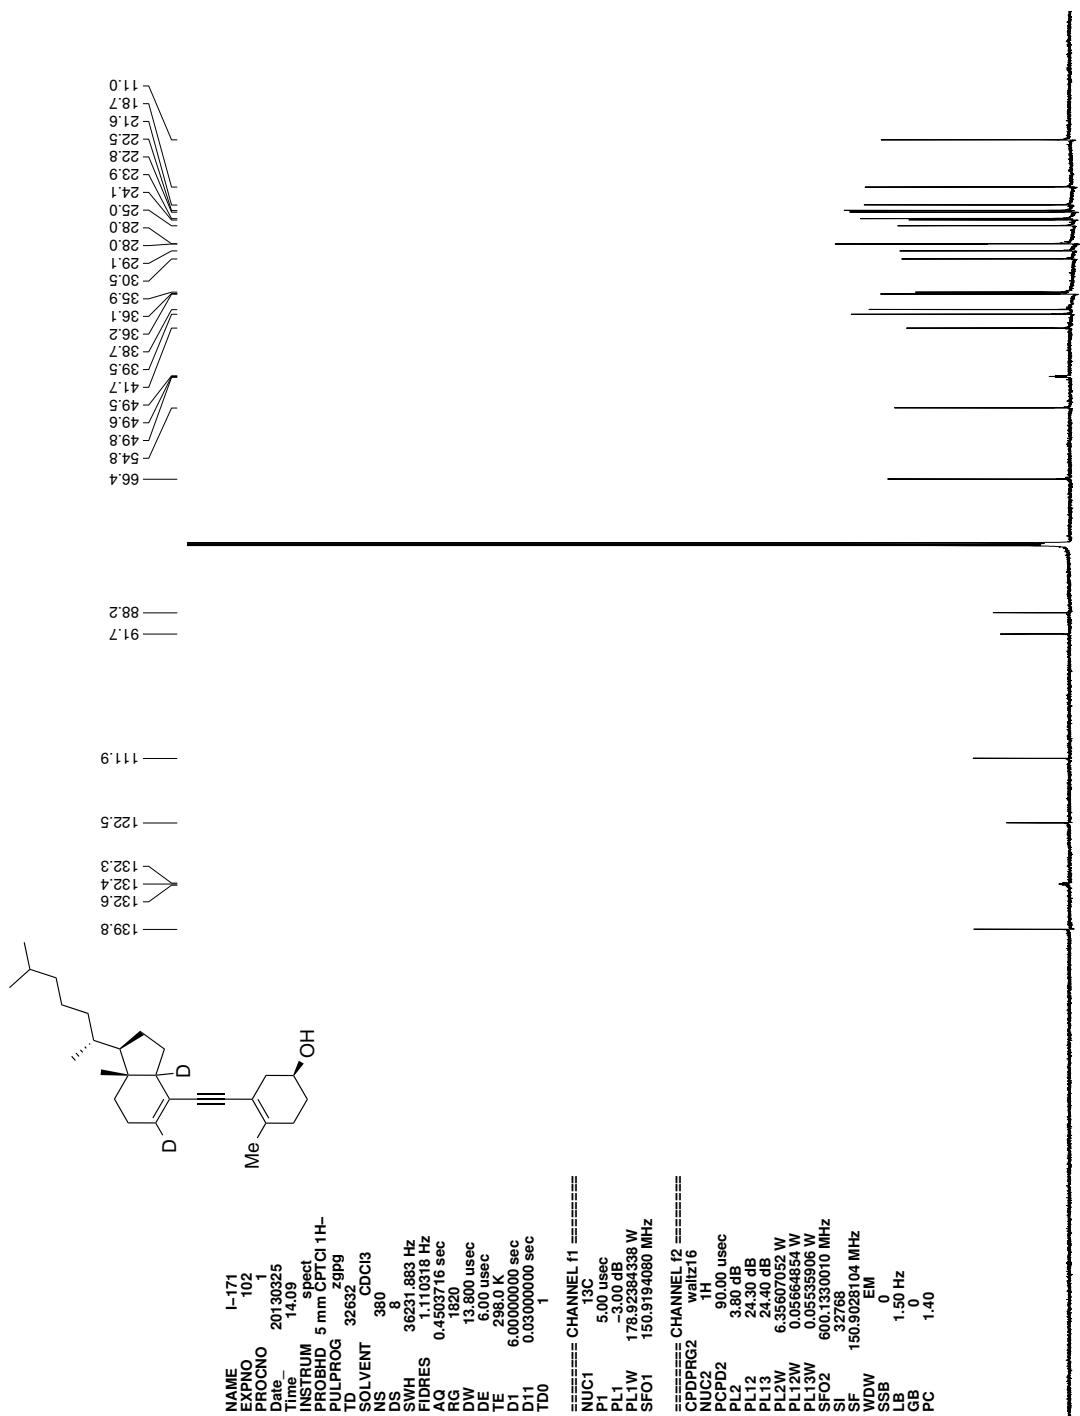 11.0
18.7
21.6
22.5
22.8
23.9
24.1
25.0
28.0
28.0
29.1
30.5
35.9
36.1
36.2
38.7
39.5
41.7
49.5
49.6
49.8
54.8
66.4
88.2
91.7
111.9
122.5
132.3
132.4
132.6
139.8
D
D
Me
OH
NAME I-171
EXPNO 102
PROCNO 1
Date_ 20130325
Time 14.09
INSTRUM spect
PROBHD 5 mm CPTCI 1H-
PULPROG zgpg
TD 32632
SOLVENT CDCl3
NS 380
DS 8
SWH 36231.883 Hz
FIDRES 1.110318 Hz
AQ 0.4503716 sec
RG 1820
DW 13.800 usec
DE 6.00 usec
TE 298.0 K
D1 6.00000000 sec
D11 0.03000000 sec
TD0 1
======== CHANNEL f1 ========
NUC1 13C
P1 5.00 usec
PL1 -3.00 dB
PL1W 178.92384338 W
SFO1 150.9194080 MHz
======== CHANNEL f2 ========
CPDPRG2 waltz16
NUC2 1H
PCPD2 90.00 usec
PL2 3.80 dB
PL12 24.30 dB
PL13 24.40 dB
PL2W 6.35607052 W
PL12W 0.05664854 W
PL13W 0.05535906 W
SFO2 600.1330010 MHz
SI 32768
SF 150.9028104 MHz
WDW EM
SSB 0
LB 1.50 Hz
GB 0
PC 1.40